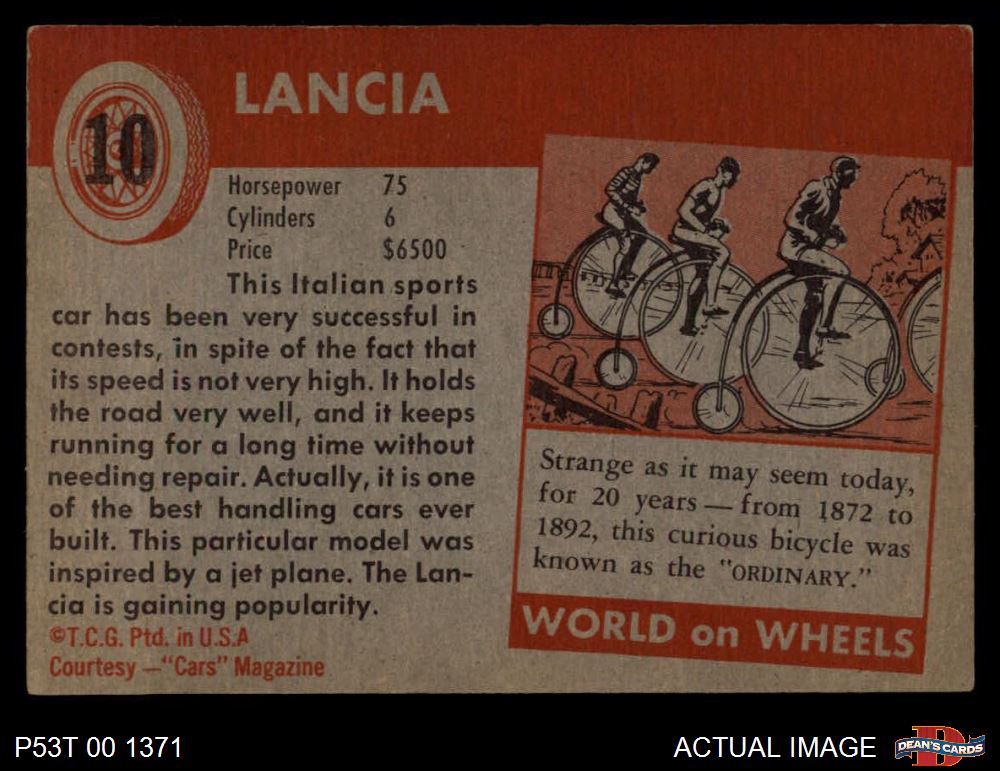 10
LANCIA
Horsepower 75
Cylinders 6
Price $6500
This Italian sports
car has been very successful in
contests, in spite of the fact that
its speed is not very high. It holds
the road very well, and it keeps
running for a long time without
needing repair. Actually, it is one
of the best handling cars ever
built. This particular model was
inspired by a jet plane. The Lan-
cia is gaining popularity.
©T.C.G. Ptd. in U.S.A
Courtesy —"Cars" Magazine
Strange as it may seem today,
for 20 years — from 1872 to
1892, this curious bicycle was
known as the "ORDINARY."
WORLD on WHEELS
P53T 00 1371
ACTUAL IMAGE
D
DEAN'S CARDS